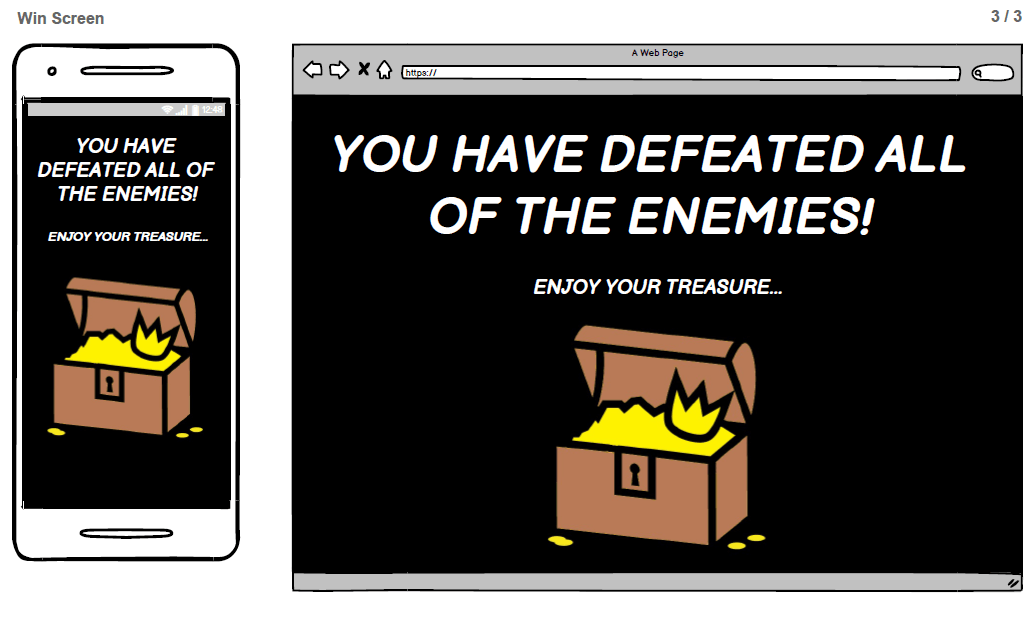 Win Screen
3 / 3
12:48
YOU HAVE
DEFEATED ALL OF
THE ENEMIES!
ENJOY YOUR TREASURE...
A Web Page
https://
YOU HAVE DEFEATED ALL
OF THE ENEMIES!
ENJOY YOUR TREASURE...